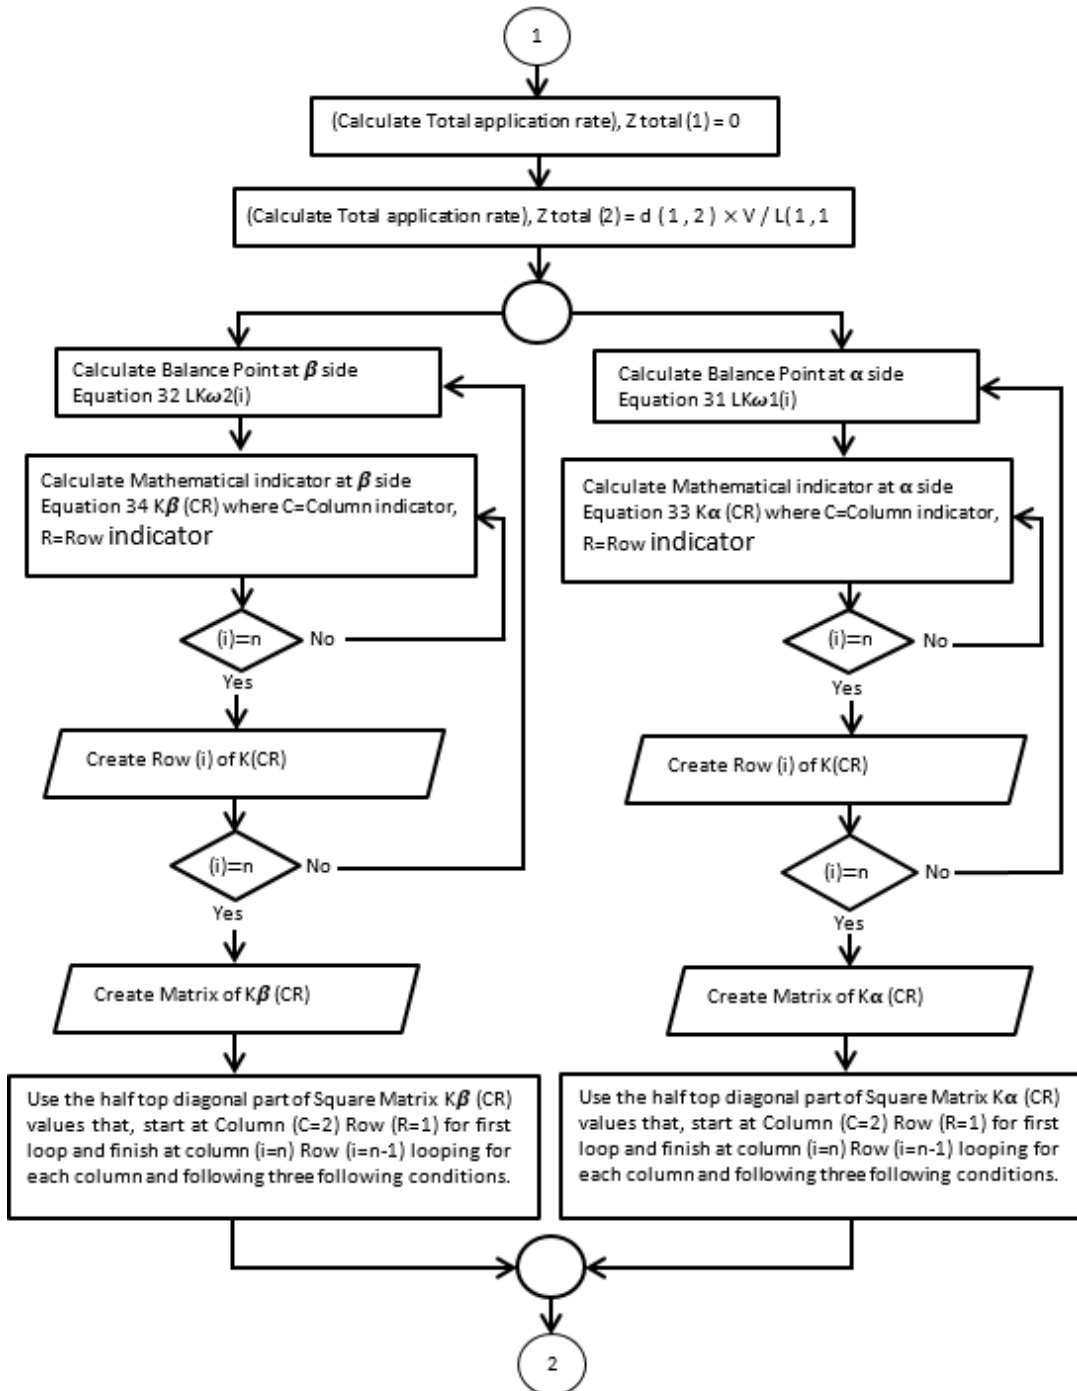 1
(Calculate Total application rate), Z total (1) = 0
(Calculate Total application rate), Z total (2) = d ( 1 , 2 ) × V / L( 1 , 1
Calculate Balance Point at β side
Equation 32 LKω2(i)
Calculate Mathematical indicator at β side
Equation 34 Kβ (CR) where C=Column indicator,
R=Row indicator
(i)=n
No
Yes
Create Row (i) of K(CR)
(i)=n
No
Yes
Create Matrix of Kβ (CR)
Use the half top diagonal part of Square Matrix Kβ (CR)
values that, start at Column (C=2) Row (R=1) for first
loop and finish at column (i=n) Row (i=n-1) looping for
each column and following three following conditions.
Calculate Balance Point at α side
Equation 31 LKω1(i)
Calculate Mathematical indicator at α side
Equation 33 Kα (CR) where C=Column indicator,
R=Row indicator
(i)=n
No
Yes
Create Row (i) of K(CR)
(i)=n
No
Yes
Create Matrix of Kα (CR)
Use the half top diagonal part of Square Matrix Kα (CR)
values that, start at Column (C=2) Row (R=1) for first
loop and finish at column (i=n) Row (i=n-1) looping for
each column and following three following conditions.
2